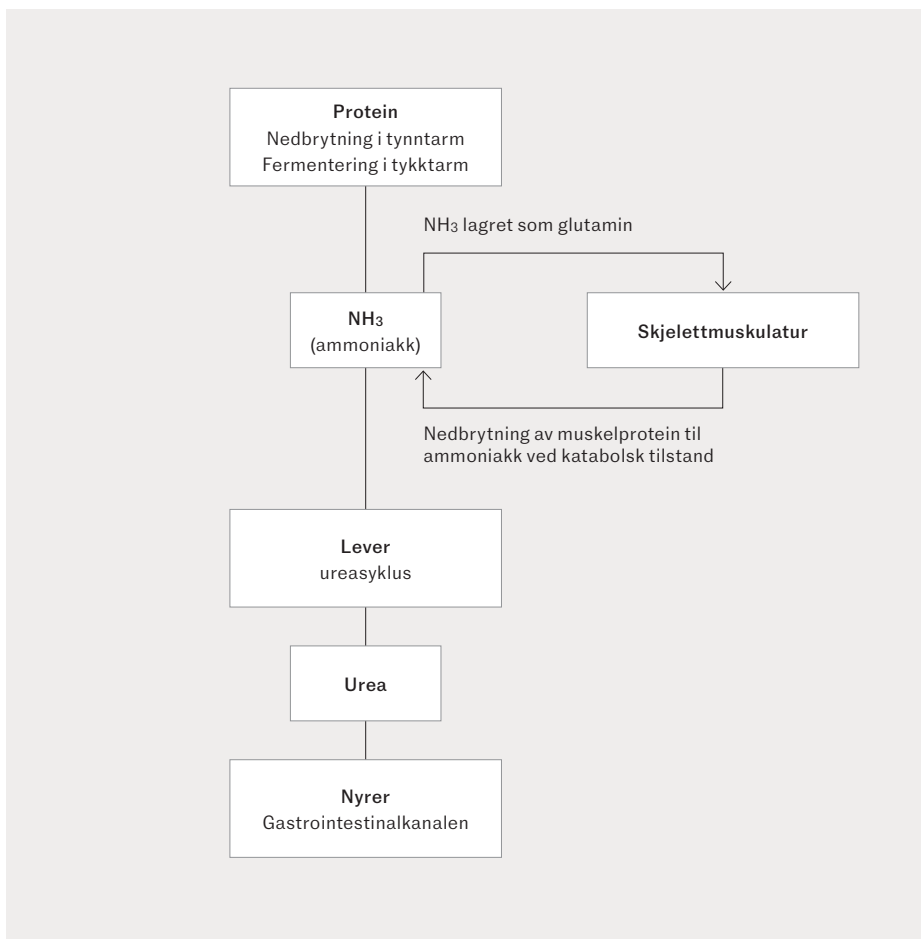 Protein
Nedbrytning i tynntarm
Fermentering i tykktarm
NH₃ lagret som glutamin
NH₃
(ammoniakk)
Skjelettmuskulatur
Nedbrytning av muskelprotein til
ammoniakk ved katabolsk tilstand
Lever
ureasyklus
Urea
Nyrer
Gastrointestinalkanalen